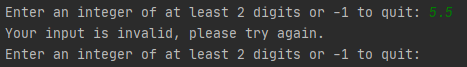 Enter an integer of at least 2 digits or -1 to quit: 5.5
Your input is invalid, please try again.
Enter an integer of at least 2 digits or -1 to quit: